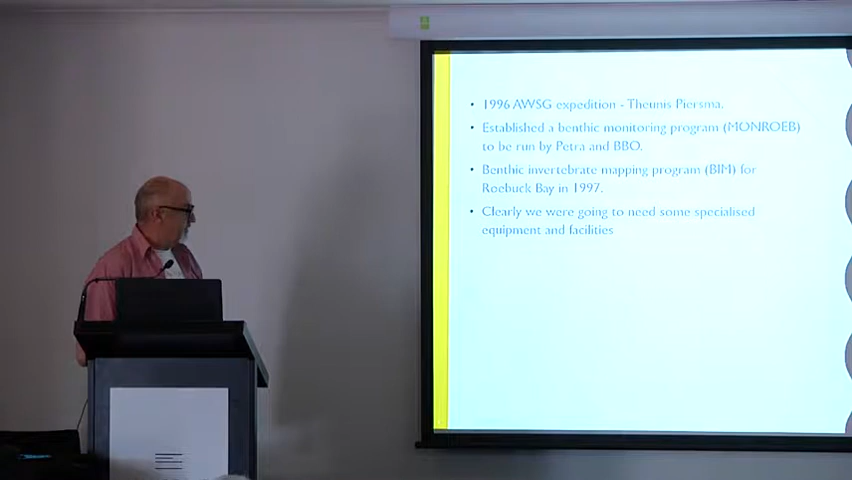 • 1996 AWSG expedition - Theunis Piersma.
• Established a benthic monitoring program (MONROEB)
to be run by Petra and BBO.
• Benthic invertebrate mapping program (BIM) for
Roebuck Bay in 1997.
• Clearly we were going to need some specialised
equipment and facilities